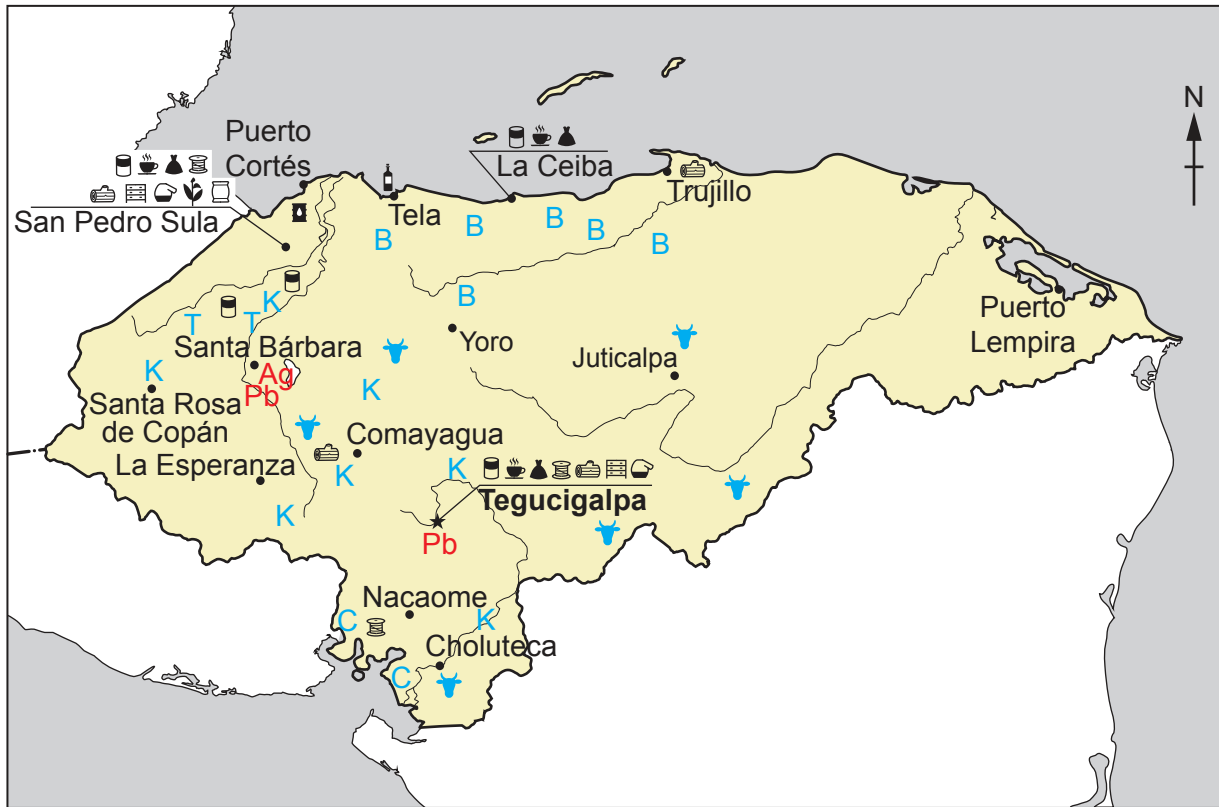 N
Puerto
Cortés
La Ceiba
Trujillo
San Pedro Sula
Tela
B
B
B
B
B
B
K
T
T
Puerto
Lempira
Yoro
Santa Bárbara
Juticalpa
K
Ag
Pb
K
Santa Rosa
de Copán
Comayagua
La Esperanza
K
K
Tegucigalpa
K
Pb
Nacaome
C
K
Choluteca
C